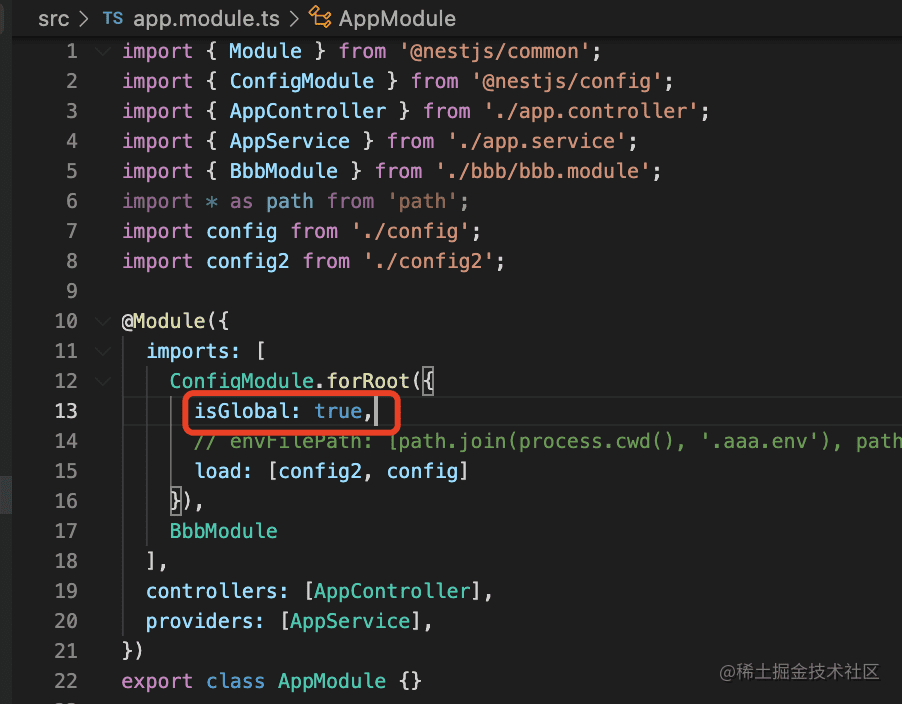 src > TS app.module.ts > AppModule
1 import { Module } from '@nestjs/common';
2 import { ConfigModule } from '@nestjs/config';
3 import { AppController } from './app.controller';
4 import { AppService } from './app.service';
5 import { BbbModule } from './bbb/bbb.module';
6 import * as path from 'path';
7 import config from './config';
8 import config2 from './config2';
9
10 @Module({
11 imports: [
12 ConfigModule.forRoot({
13 isGlobal: true,
14 // envFilePath: [path.join(process.cwd(), '.aaa.env'), path
15 load: [config2, config]
16 }),
17 BbbModule
18 ],
19 controllers: [AppController],
20 providers: [AppService],
21 })
22 export class AppModule {}
@稀土掘金技术社区